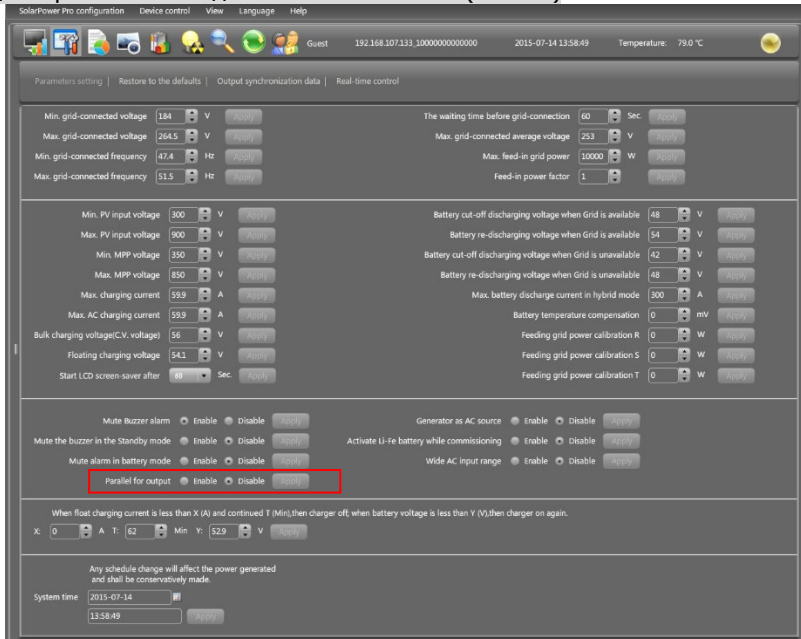 SolarPower Pro configuration Device control View Language Help
Guest 192.168.107.133_10000000000000 2015-07-14 13:58:49 Temperature: 79.0 ℃
Parameters setting | Restore to the defaults | Output synchronization data | Real-time control
Min. grid-connected voltage 184 V Apply The waiting time before grid-connection 60 Sec. Apply
Max. grid-connected voltage 264.5 V Apply Max. grid-connected average voltage 253 V Apply
Min. grid-connected frequency 47.4 Hz Apply Max. feed-in grid power 10000 W Apply
Max. grid-connected frequency 51.5 Hz Apply Feed-in power factor 1 Apply
Min. PV input voltage 300 V Apply Battery cut-off discharging voltage when Grid is available 48 V Apply
Max. PV input voltage 900 V Apply Battery re-discharging voltage when Grid is available 54 V Apply
Min. MPP voltage 350 V Apply Battery cut-off discharging voltage when Grid is unavailable 42 V Apply
Max. MPP voltage 850 V Apply Battery re-discharging voltage when Grid is unavailable 48 V Apply
Max. charging current 59.9 A Apply Max. battery discharge current in hybrid mode 300 A Apply
Max. AC charging current 59.9 A Apply Battery temperature compensation 0 mV Apply
Bulk charging voltage(C.V. voltage) 56 V Apply Feeding grid power calibration R 0 W Apply
Floating charging voltage 54.1 V Apply Feeding grid power calibration S 0 W Apply
Start LCD screen-saver after Sec. Apply Feeding grid power calibration T 0 W Apply
Mute Buzzer alarm Enable Disable Apply Generator as AC source Enable Disable Apply
Mute the buzzer in the Standby mode Enable Disable Apply Activate Li-Fe battery while commissioning Enable Disable Apply
Mute alarm in battery mode Enable Disable Apply Wide AC input range Enable Disable Apply
Parallel for output Enable Disable Apply
When float charging current is less than X (A) and continued T (Min),then charger off, when battery voltage is less than Y (V),then charger on again.
X: 0 A T: 62 Min Y: 52.9 V Apply
Any schedule change will affect the power generated
and shall be conservatively made.
System time 2015-07-14
13:58:49 Apply